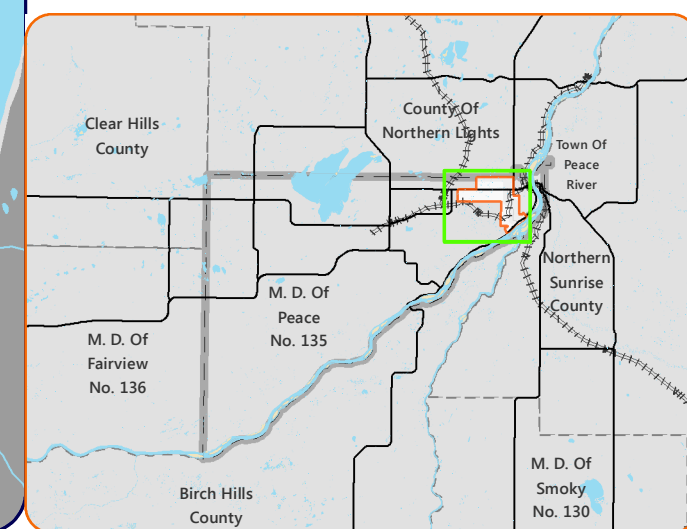 County Of
Northern Lights
Clear Hills
County
Town Of
Peace
River
Northern
Sunrise
County
M. D. Of
Peace
No. 135
M. D. Of
Fairview
No. 136
M. D. Of
Smoky
No. 130
Birch Hills
County